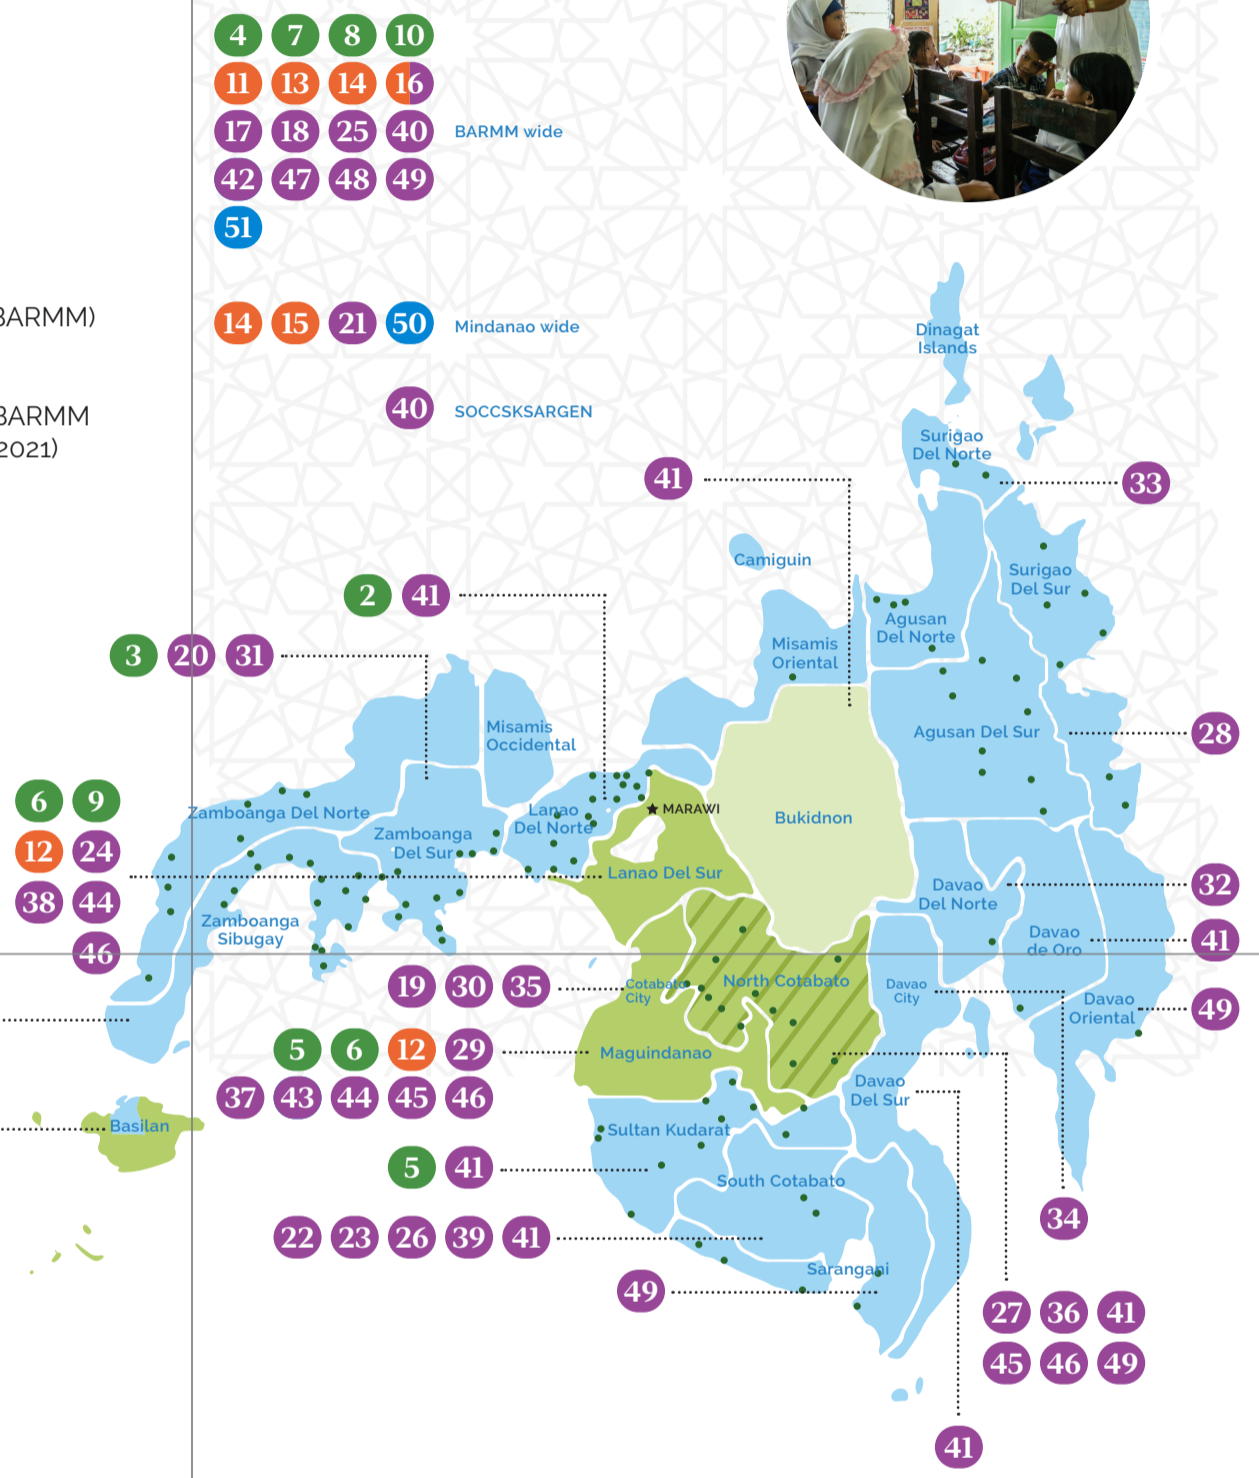 4 7 8 10
11 13 14 16
17 18 25 40 BARMM wide
42 47 48 49
51
BARMM)
14 15 21 50 Mindanao wide
BARMM
2021)
40 SOCCSKSARGEN
Dinagat
Islands
Surigao
Del Norte
41
33
Camiguin
Surigao
Del Sur
2 41
Agusan
Del Norte
3 20 31
Misamis
Oriental
Misamis
Occidental
Agusan Del Sur
28
6 9
12 24
38 44
46
Zamboanga Del Norte
Zamboanga
Del Sur
Lanao
Del Norte
MARAWI
Bukidnon
Lanao Del Sur
Zamboanga
Sibugay
Davao
Del Norte
32
Davao
de Oro
41
19 30 35
Cotabato
City
North Cotabato
Davao
City
Davao
Oriental
49
5 6 12 29
37 43 44 45 46
Maguindanao
Davao
Del Sur
Basilan
Sultan Kudarat
5 41
South Cotabato
34
22 23 26 39 41
Sarangani
49
27 36 41
45 46 49
41